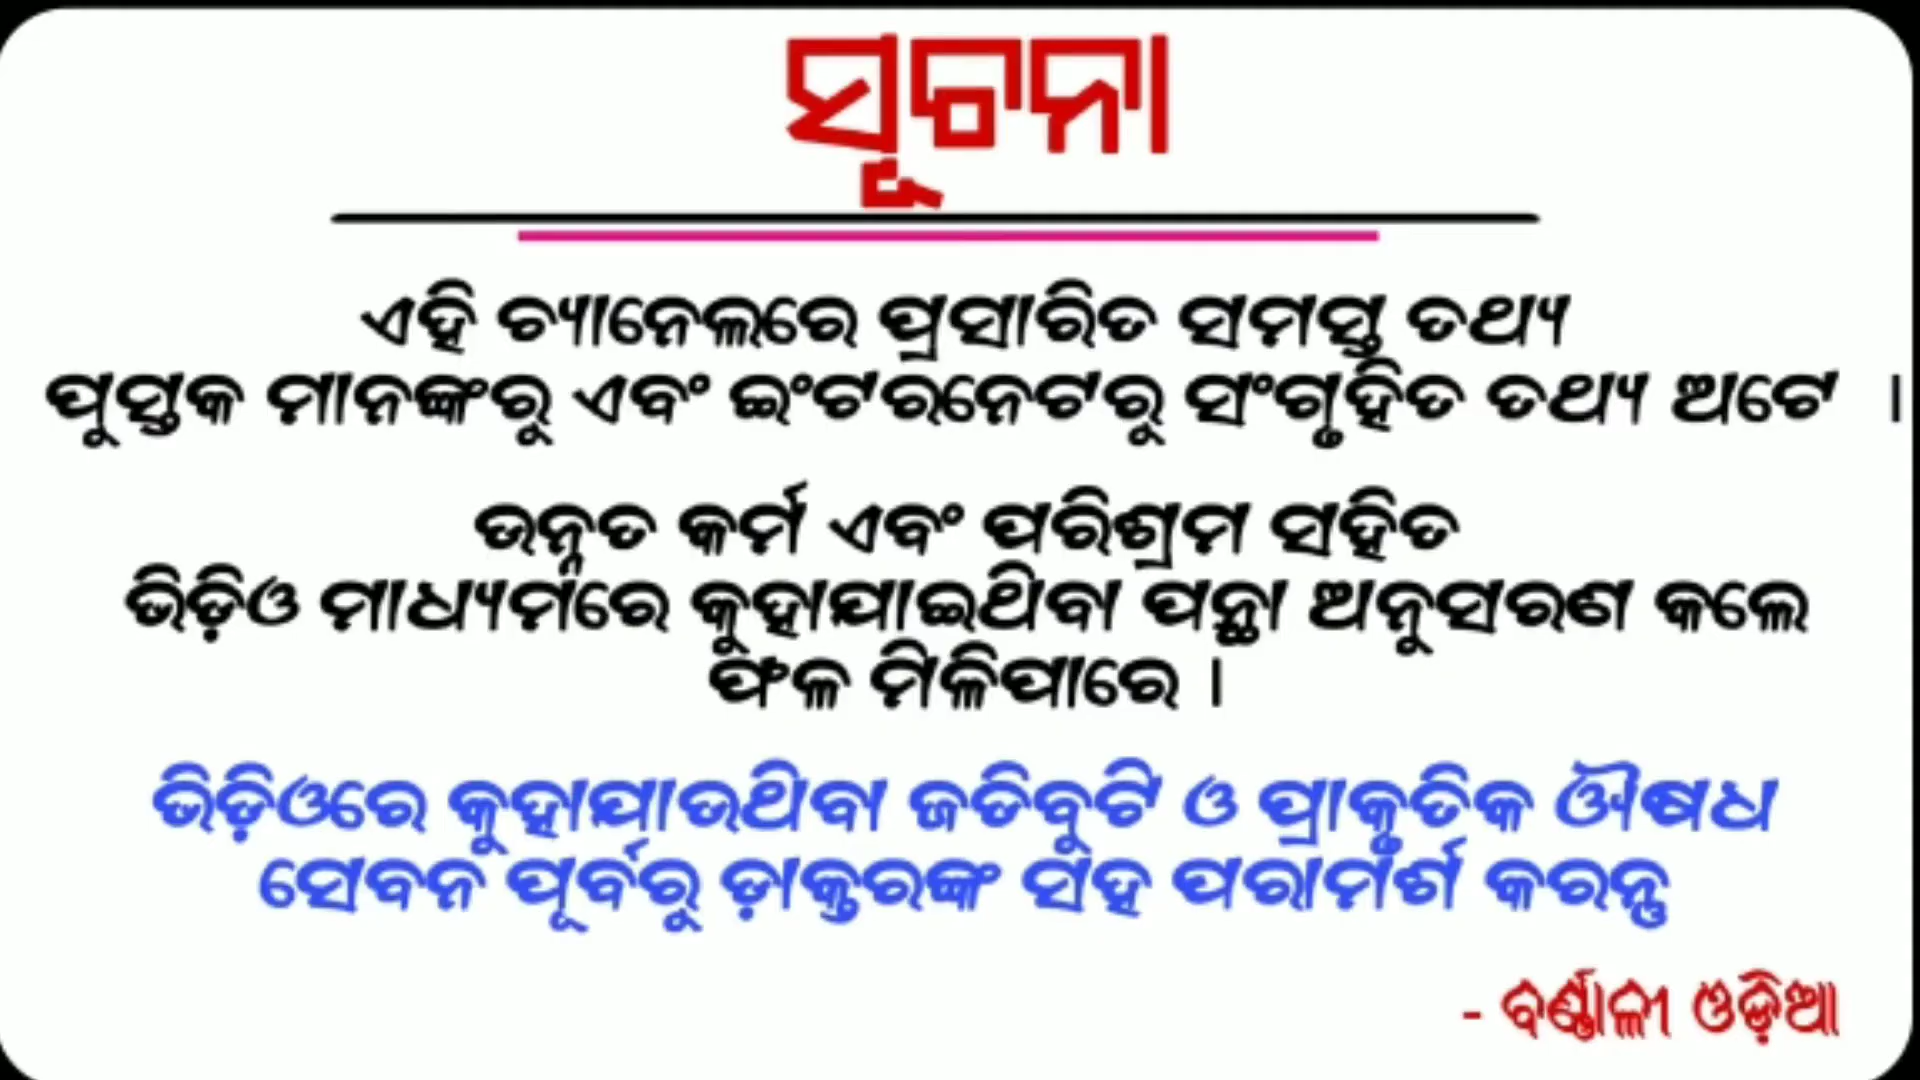 ସୂଚନା
ଏହି ଚ୍ୟାନେଲରେ ପ୍ରସାରିତ ସମସ୍ତ ତଥ୍ୟ
ପୁସ୍ତକ ମାନଙ୍କରୁ ଏବଂ ଇଂଟରନେଟରୁ ସଂଗୃହିତ ତଥ୍ୟ ଅଟେ ।
ଉନ୍ନତ କର୍ମ ଏବଂ ପରିଶ୍ରମ ସହିତ
ଭିଡ଼ିଓ ମାଧ୍ୟମରେ କୁହାଯାଇଥିବା ପନ୍ଥା ଅନୁସରଣ କଲେ
ଫଳ ମିଳିପାରେ ।
ଭିଡ଼ିଓରେ କୁହାଯାଉଥିବା ଜଡିବୁଟି ଓ ପ୍ରାକୃତିକ ଔଷଧ
ସେବନ ପୂର୍ବରୁ ଡ଼ାକ୍ତରଙ୍କ ସହ ପରାମର୍ଶ କରନ୍ତୁ
- ବର୍ଣ୍ଣାଳୀ ଓଡ଼ିଆ